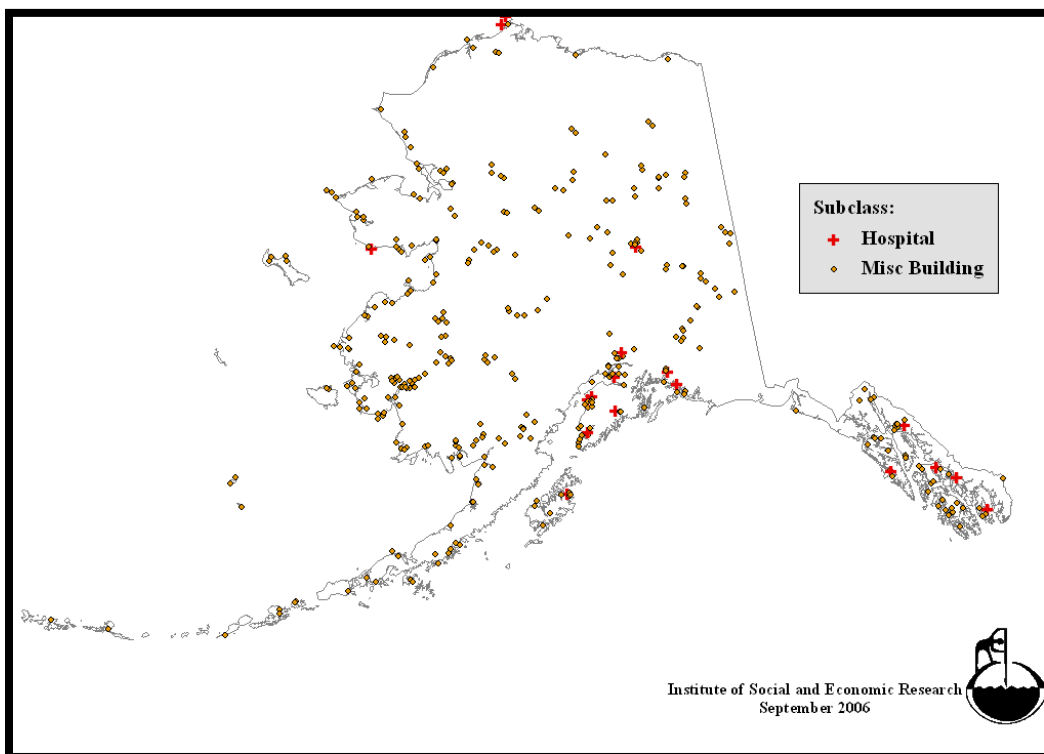 Subclass:
Hospital
Misc Building
Institute of Social and Economic Research
September 2006